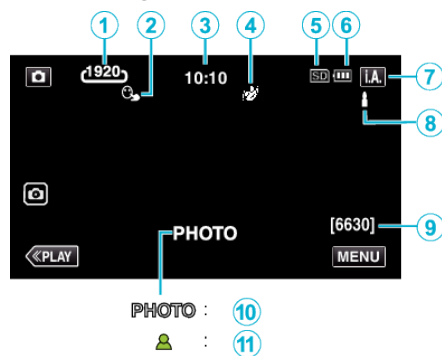 1 2 3 4 5 6
1920 10:10 SD i.A. 7
8
[6630] 9
PHOTO
≪PLAY MENU
PHOTO : 10
: 11